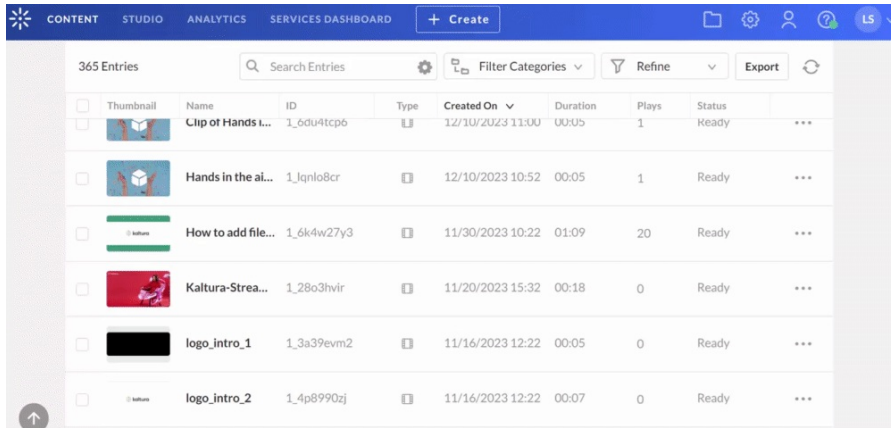 CONTENT STUDIO ANALYTICS SERVICES DASHBOARD + Create LS
365 Entries Search Entries Filter Categories Refine Export
Thumbnail Name ID Type Created On Duration Plays Status
Clip of Hands i... 1_6du4tcp6 12/10/2023 11:00 00:05 1 Ready
Hands in the ai... 1_lqnlo8cr 12/10/2023 10:52 00:05 1 Ready
kaltura How to add file... 1_6k4w27y3 11/30/2023 10:22 01:09 20 Ready
Kaltura-Strea... 1_28o3hvir 11/20/2023 15:32 00:18 0 Ready
logo_intro_1 1_3a39evm2 11/16/2023 12:22 00:05 0 Ready
kaltura logo_intro_2 1_4p8990zj 11/16/2023 12:22 00:07 0 Ready